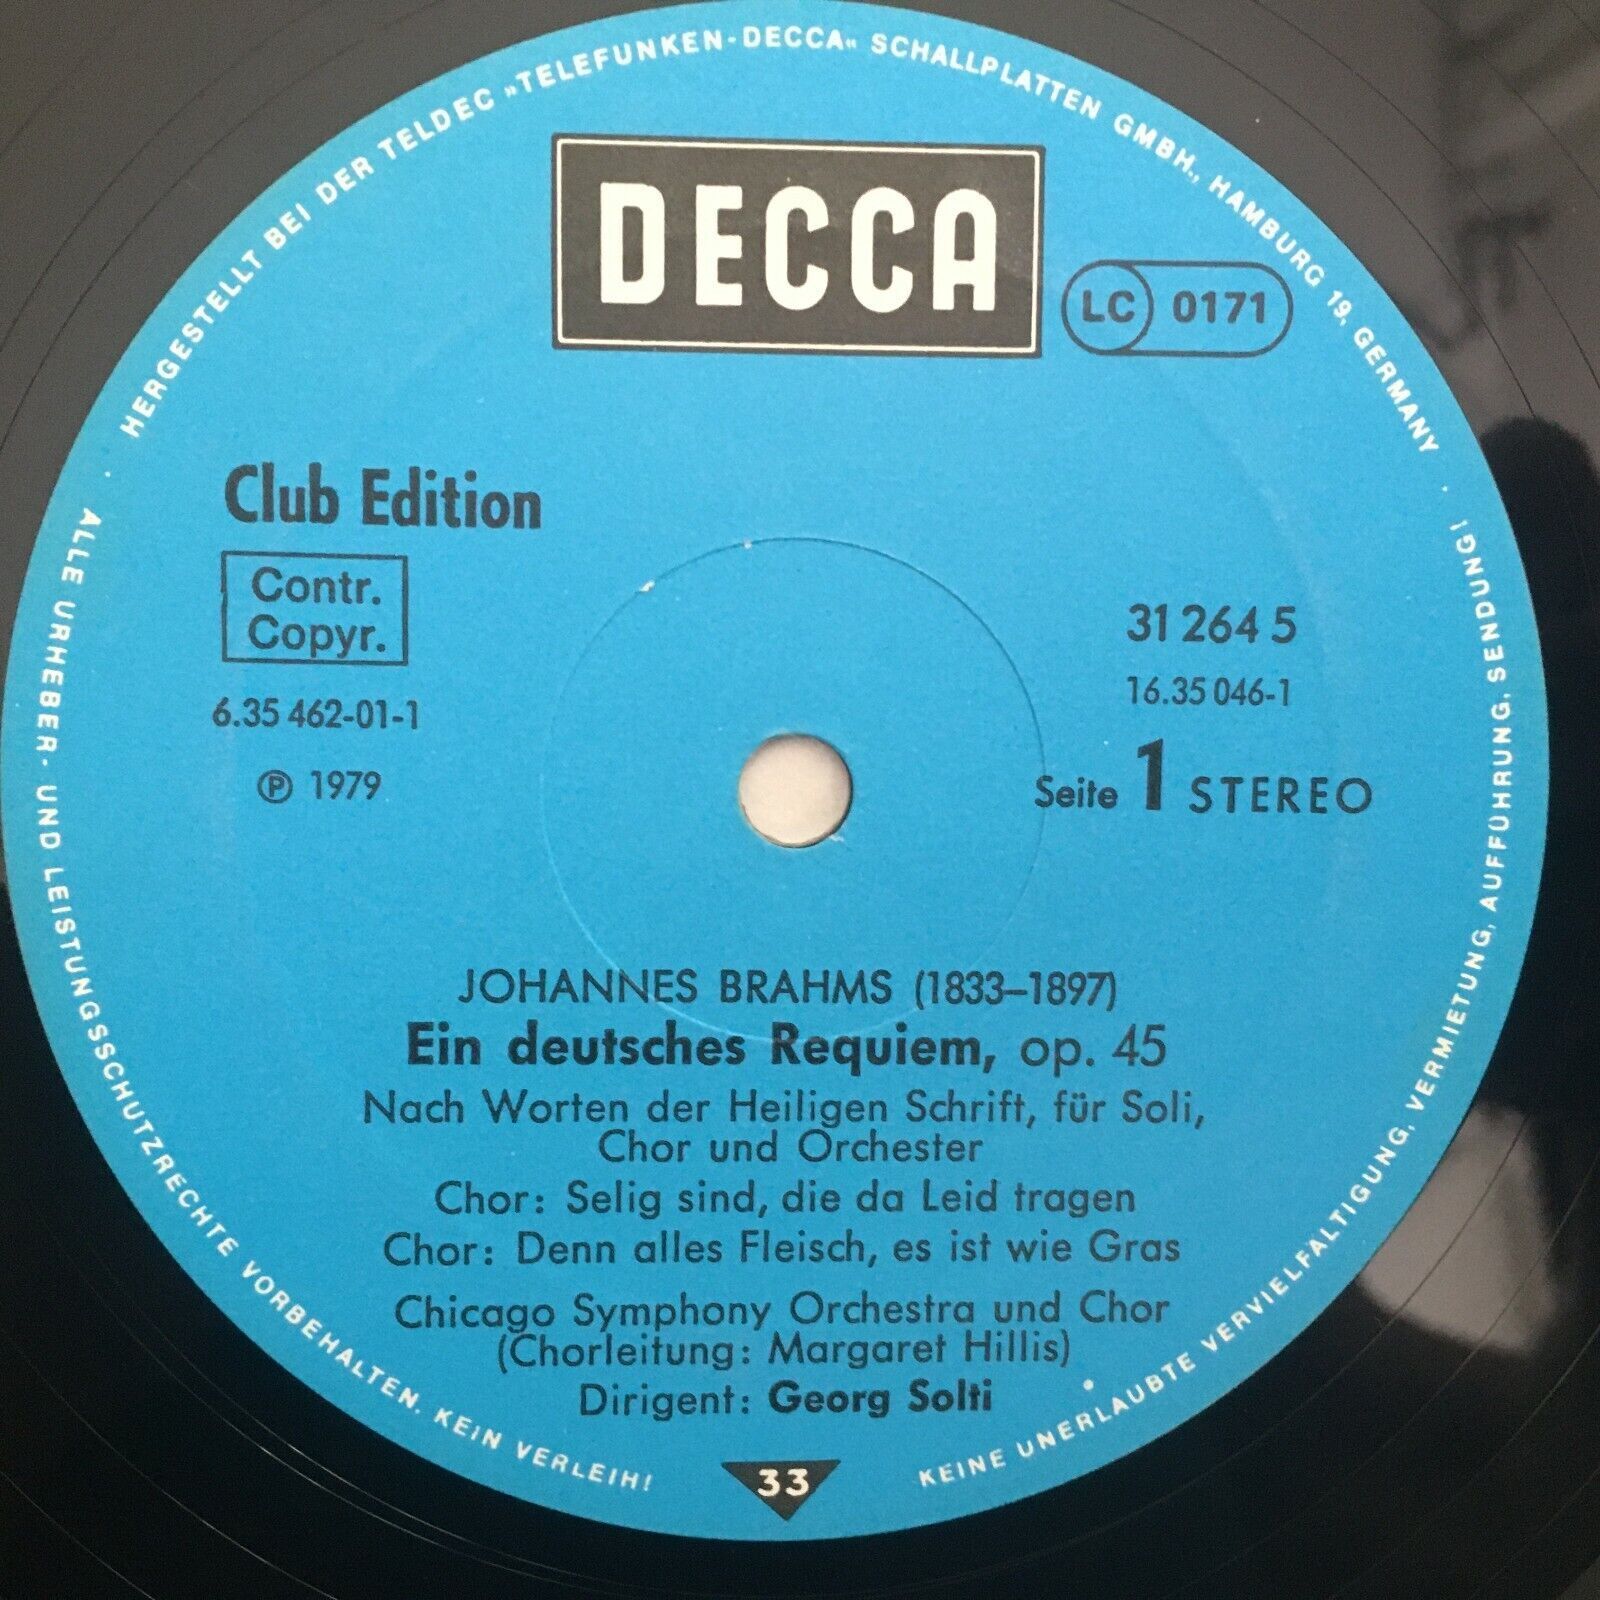 HERGESTELLT BEI DER TELDEC »TELEFUNKEN-DECCA« SCHALLPLATTEN GMBH., HAMBURG 19, GERMANY
DECCA
LC 0171
Club Edition
Contr.
Copyr.
6.35 462-01-1
℗ 1979
31 264 5
16.35 046-1
Seite 1 STEREO
JOHANNES BRAHMS (1833–1897)
Ein deutsches Requiem, op. 45
Nach Worten der Heiligen Schrift, für Soli,
Chor und Orchester
Chor: Selig sind, die da Leid tragen
Chor: Denn alles Fleisch, es ist wie Gras
Chicago Symphony Orchestra und Chor
(Chorleitung: Margaret Hillis)
Dirigent: Georg Solti
33
ALLE URHEBER- UND LEISTUNGSSCHUTZRECHTE VORBEHALTEN. KEIN VERLEIH!
KEINE UNERLAUBTE VERVIELFALTIGUNG, VERMIETUNG, AUFFÜHRUNG, SENDUNG!